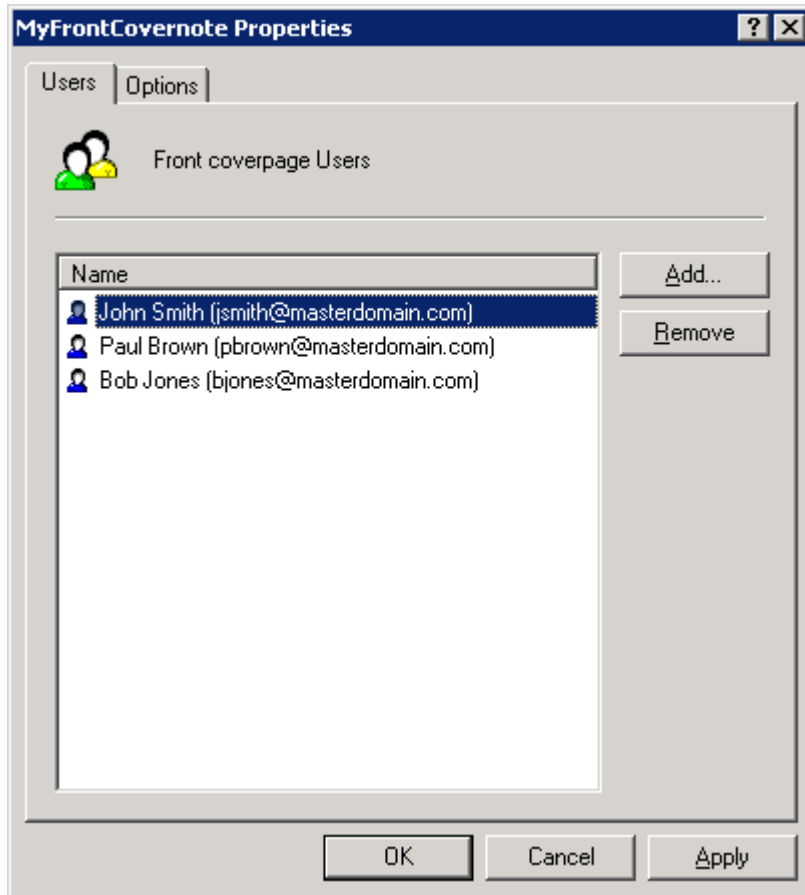 MyFrontCovernote Properties
Users
Options
Front coverpage Users
Name
Add...
John Smith (jsmith@masterdomain.com)
Remove
Paul Brown (pbrown@masterdomain.com)
Bob Jones (bjones@masterdomain.com)
OK
Cancel
Apply